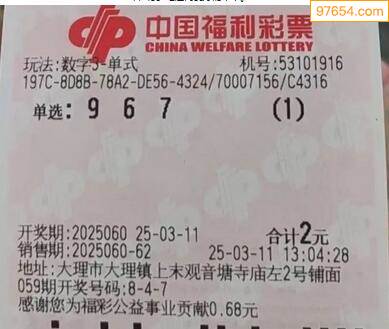 97654.com
中国福利彩票
CHINA WELFARE LOTTERY
玩法:数字3-单式 机号:53101916
197C-8D8B-78A2-DE56-4324/70007156/C4316
单选: 9 6 7 (1)
开奖期:2025060 25-03-11 合计2元
销售期:2025060-62 25-03-11 13:04:28
地址:大理市大理镇上末观音塘寺庙左2号铺面
059期开奖号码:8-4-7
感谢您为福彩公益事业贡献0.68元